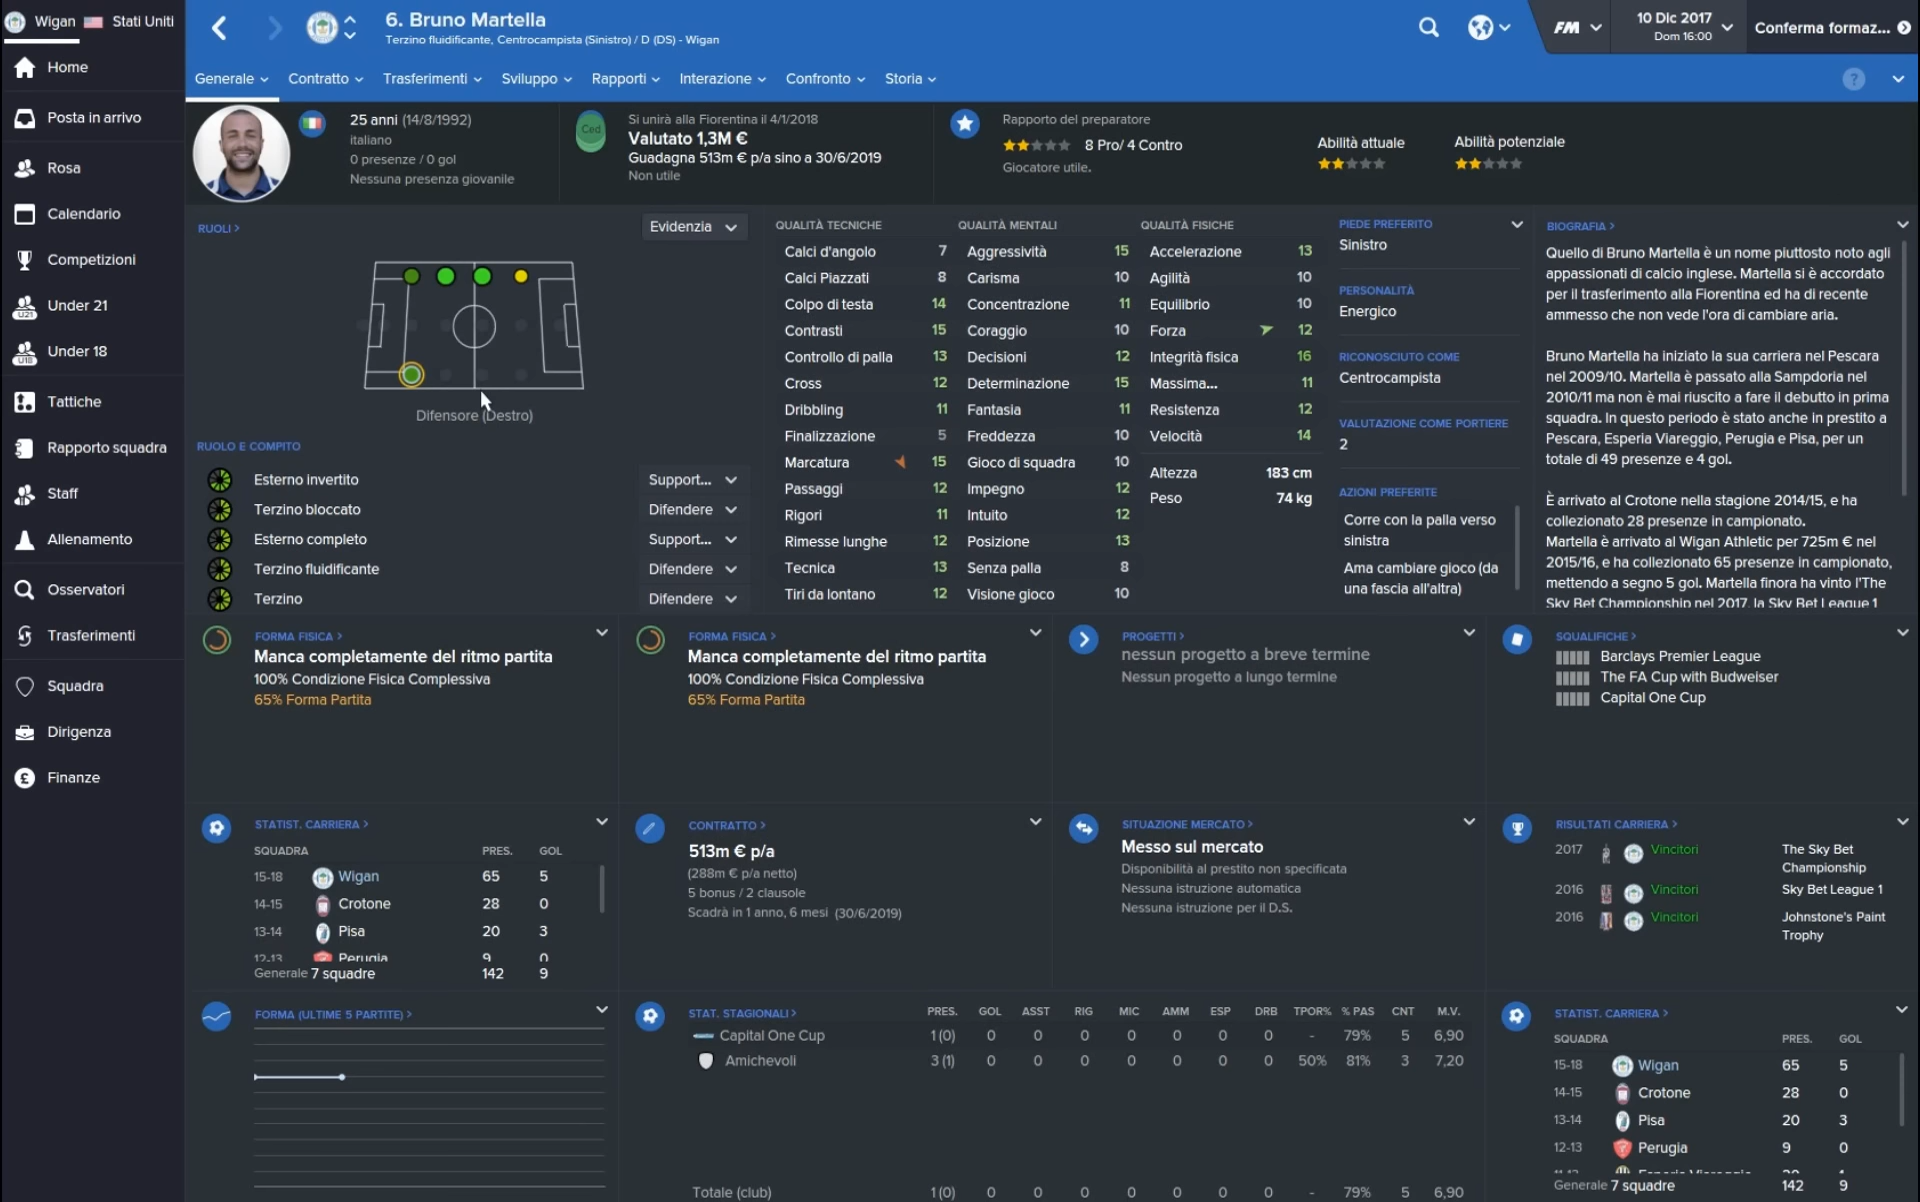 Wigan Stati Uniti
6. Bruno Martella
Terzino fluidificante, Centrocampista (Sinistro) / D (DS) - Wigan
FM
10 Dic 2017
Dom 16:00
Conferma formaz...
Generale Contratto Trasferimenti Sviluppo Rapporti Interazione Confronto Storia
?
Home
Posta in arrivo
Rosa
Calendario
Competizioni
Under 21
Under 18
Tattiche
Rapporto squadra
Staff
Allenamento
Osservatori
Trasferimenti
Squadra
Dirigenza
Finanze
25 anni (14/8/1992)
italiano
0 presenze / 0 gol
Nessuna presenza giovanile
Ced
Si unirà alla Fiorentina il 4/1/2018
Valutato 1,3M €
Guadagna 513m € p/a sino a 30/6/2019
Non utile
Rapporto del preparatore
8 Pro/ 4 Contro
Giocatore utile.
Abilità attuale
Abilità potenziale
RUOLI >
Evidenzia
Difensore (Destro)
RUOLO E COMPITO
Esterno invertito Support...
Terzino bloccato Difendere
Esterno completo Support...
Terzino fluidificante Difendere
Terzino Difendere
QUALITÀ TECNICHE
Calci d'angolo 7
Calci Piazzati 8
Colpo di testa 14
Contrasti 15
Controllo di palla 13
Cross 12
Dribbling 11
Finalizzazione 5
Marcatura 15
Passaggi 12
Rigori 11
Rimesse lunghe 12
Tecnica 13
Tiri da lontano 12
QUALITÀ MENTALI
Aggressività 15
Carisma 10
Concentrazione 11
Coraggio 10
Decisioni 12
Determinazione 15
Fantasia 11
Freddezza 10
Gioco di squadra 10
Impegno 12
Intuito 12
Posizione 13
Senza palla 8
Visione gioco 10
QUALITÀ FISICHE
Accelerazione 13
Agilità 10
Equilibrio 10
Forza 12
Integrità fisica 16
Massima... 11
Resistenza 12
Velocità 14
Altezza 183 cm
Peso 74 kg
PIEDE PREFERITO
Sinistro
PERSONALITÀ
Energico
RICONOSCIUTO COME
Centrocampista
VALUTAZIONE COME PORTIERE
2
AZIONI PREFERITE
Corre con la palla verso
sinistra
Ama cambiare gioco (da
una fascia all'altra)
BIOGRAFIA >
Quello di Bruno Martella è un nome piuttosto noto agli
appassionati di calcio inglese. Martella si è accordato
per il trasferimento alla Fiorentina ed ha di recente
ammesso che non vede l'ora di cambiare aria.
Bruno Martella ha iniziato la sua carriera nel Pescara
nel 2009/10. Martella è passato alla Sampdoria nel
2010/11 ma non è mai riuscito a fare il debutto in prima
squadra. In questo periodo è stato anche in prestito a
Pescara, Esperia Viareggio, Perugia e Pisa, per un
totale di 49 presenze e 4 gol.
È arrivato al Crotone nella stagione 2014/15, e ha
collezionato 28 presenze in campionato.
Martella è arrivato al Wigan Athletic per 725m € nel
2015/16, e ha collezionato 65 presenze in campionato,
mettendo a segno 5 gol. Martella finora ha vinto l'The
Sky Bet Championship nel 2017, la Sky Bet League 1
FORMA FISICA >
Manca completamente del ritmo partita
100% Condizione Fisica Complessiva
65% Forma Partita
FORMA FISICA >
Manca completamente del ritmo partita
100% Condizione Fisica Complessiva
65% Forma Partita
PROGETTI >
nessun progetto a breve termine
Nessun progetto a lungo termine
SQUALIFICHE >
Barclays Premier League
The FA Cup with Budweiser
Capital One Cup
STATIST. CARRIERA >
SQUADRA PRES. GOL
15-18 Wigan 65 5
14-15 Crotone 28 0
13-14 Pisa 20 3
12-13 Perugia 9 0
Generale 7 squadre 142 9
CONTRATTO >
513m € p/a
(288m € p/a netto)
5 bonus / 2 clausole
Scadrà in 1 anno, 6 mesi (30/6/2019)
SITUAZIONE MERCATO >
Messo sul mercato
Disponibilità al prestito non specificata
Nessuna istruzione automatica
Nessuna istruzione per il D.S.
RISULTATI CARRIERA >
2017 Vincitori The Sky Bet
Championship
2016 Vincitori Sky Bet League 1
2016 Vincitori Johnstone's Paint
Trophy
FORMA (ULTIME 5 PARTITE) >
STAT. STAGIONALI > PRES. GOL ASST RIG MIC AMM ESP DRB TPOR% % PAS CNT M.V.
Capital One Cup 1 (0) 0 0 0 0 0 0 0 - 79% 5 6,90
Amichevoli 3 (1) 0 0 0 0 0 0 0 50% 81% 3 7,20
Totale (club) 1 (0) 0 0 0 0 0 0 0 - 79% 5 6,90
STATIST. CARRIERA >
SQUADRA PRES. GOL
15-18 Wigan 65 5
14-15 Crotone 28 0
13-14 Pisa 20 3
12-13 Perugia 9 0
Generale 7 squadre 142 9